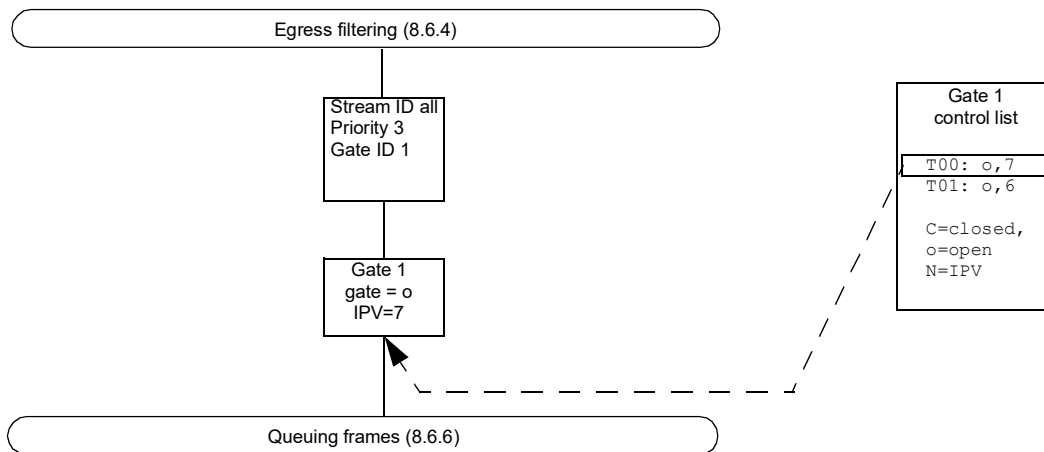 Egress filtering (8.6.4)
Stream ID all
Priority 3
Gate ID 1
Gate 1
control list
T00: o,7
T01: o,6
C=closed,
o=open
N=IPV
Gate 1
gate = o
IPV=7
Queuing frames (8.6.6)